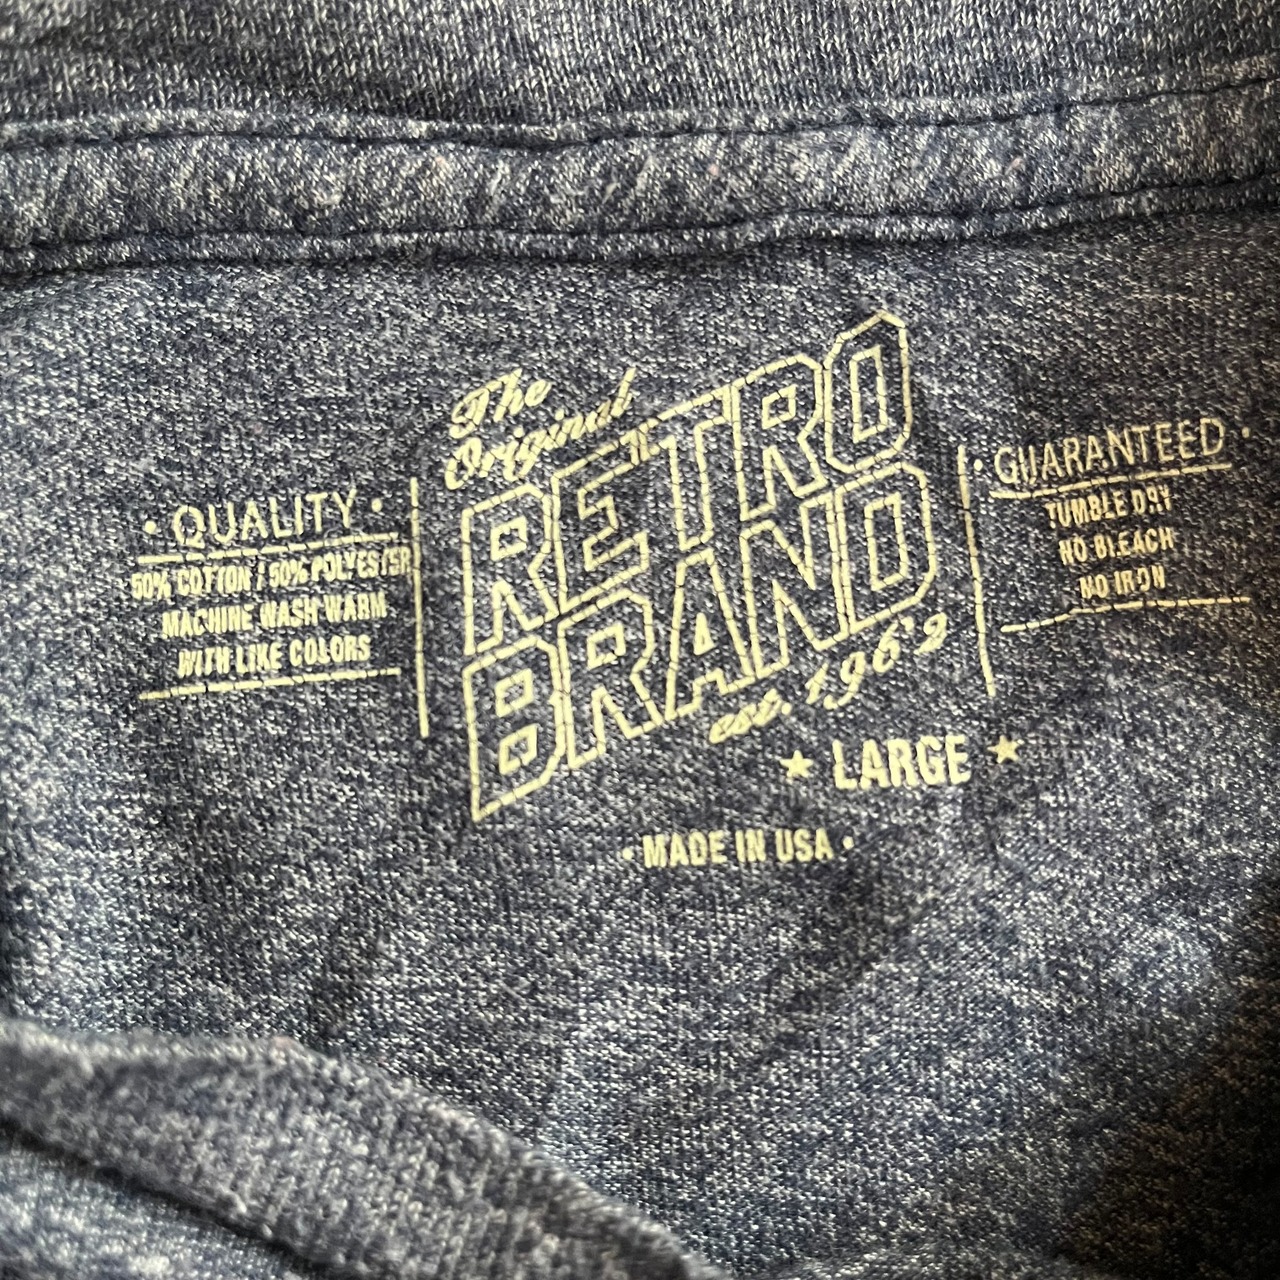 · QUALITY ·
50% COTTON / 50% POLYESTER
MACHINE WASH WARM
WITH LIKE COLORS
The
Original
RETRO
BRAND
est. 1969
★ LARGE ★
· MADE IN USA ·
· GUARANTEED ·
TUMBLE DRY
NO BLEACH
NO IRON